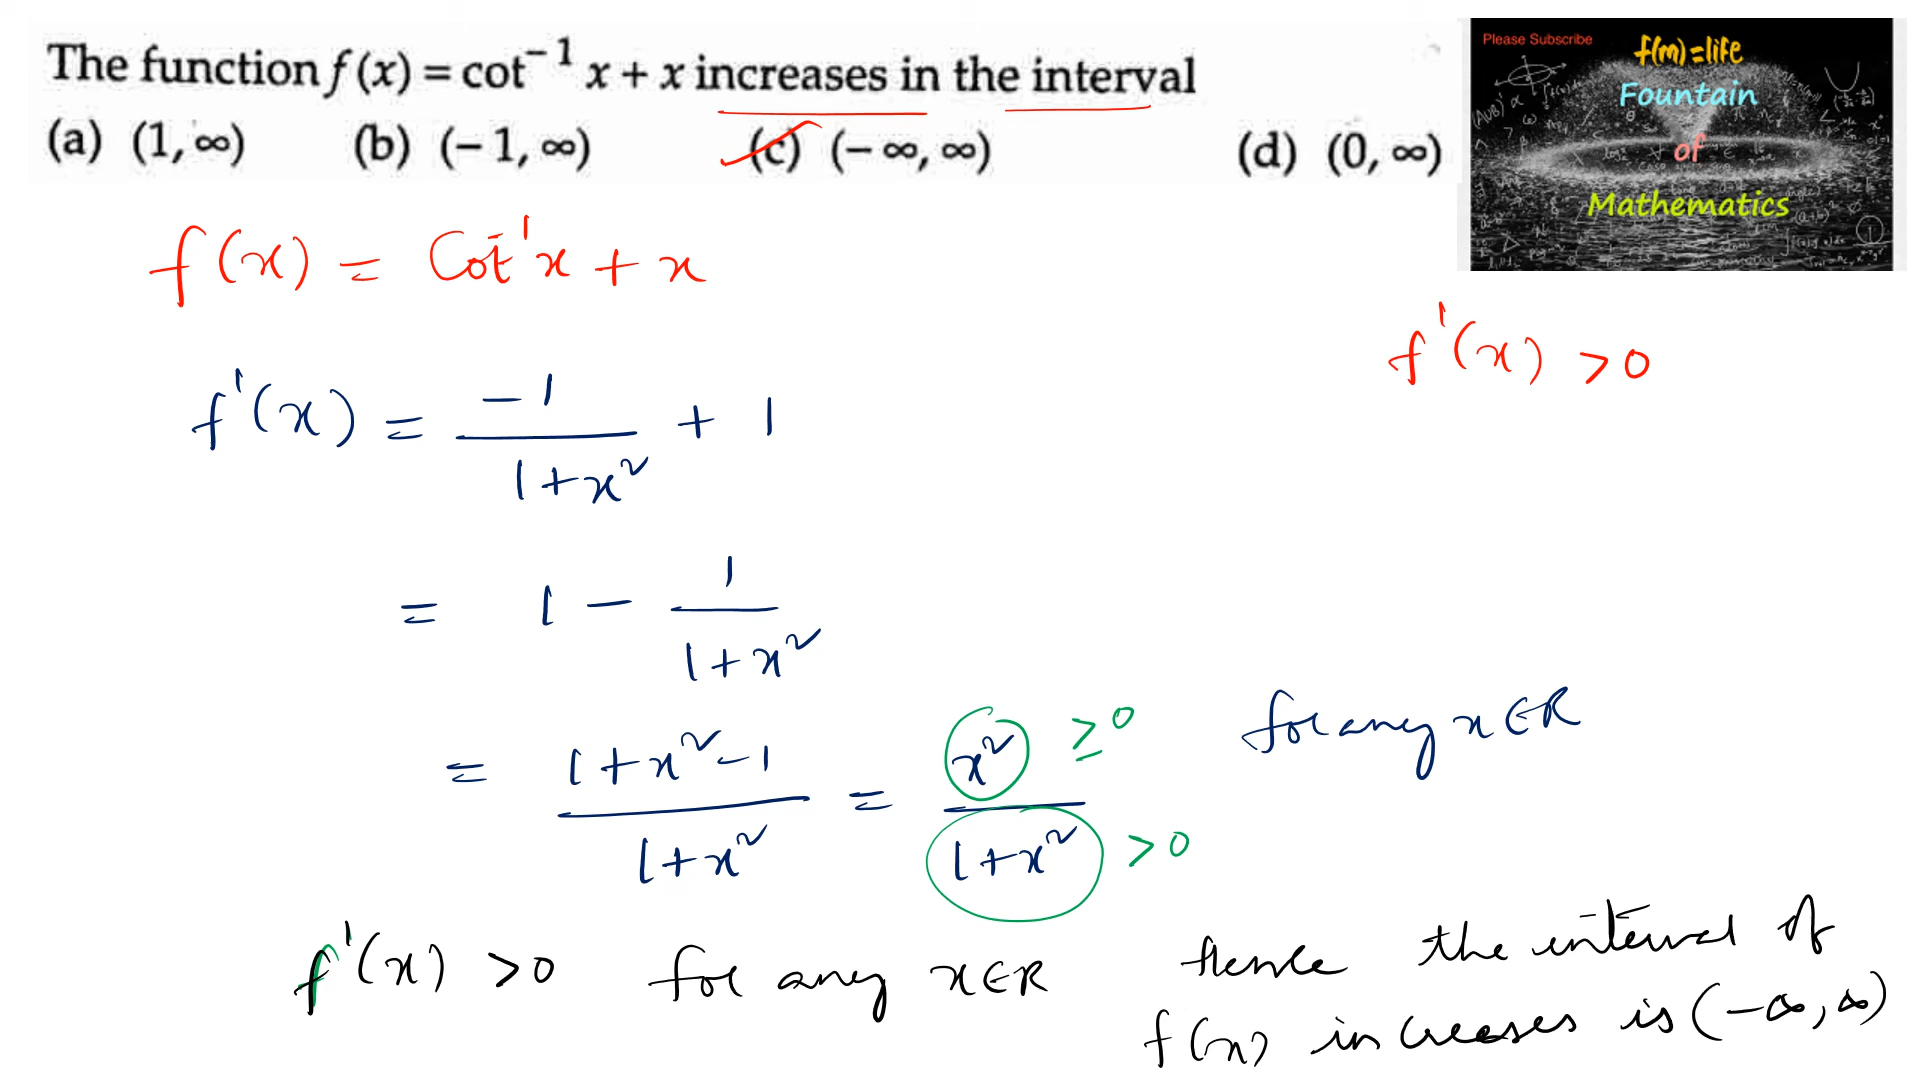 The function f(x) = cot⁻¹ x + x increases in the interval
(a) (1, ∞) (b) (– 1, ∞) (c) (– ∞, ∞) (d) (0, ∞)
Please Subscribe
f(m)=life
Fountain
of
Mathematics
f(x) = Cot⁻¹x + x
f'(x) > 0
f'(x) = -1/(1+x²) + 1
= 1 - 1/(1+x²)
= (1+x²-1)/(1+x²) = x²/(1+x²) ≥0 for any x∈R
>0
f'(x) >0 for any x∈R
Hence the interval of
f(x) increases is (-∞,∞)